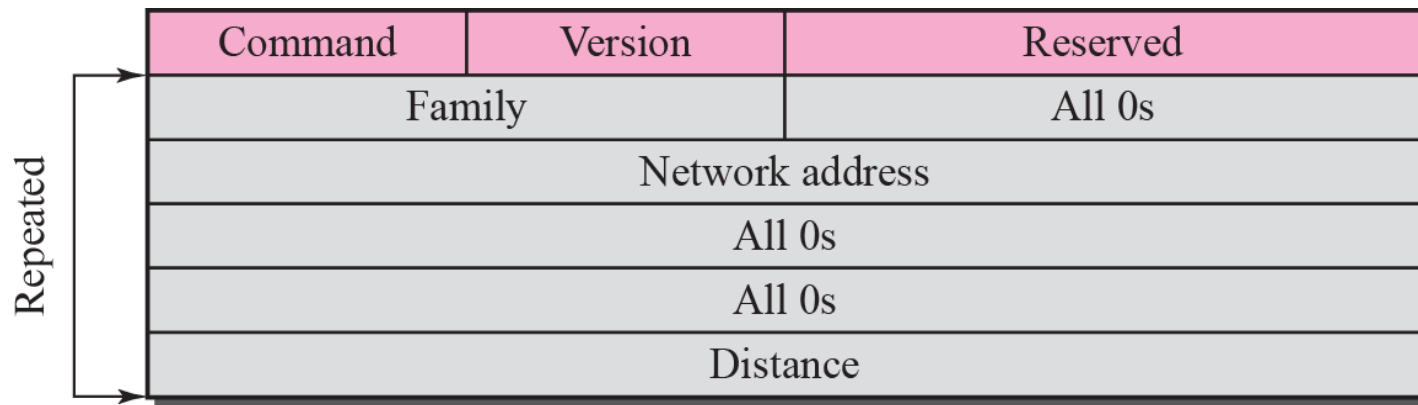 Command Version Reserved
Family All 0s
Network address
All 0s
All 0s
Distance
Repeated